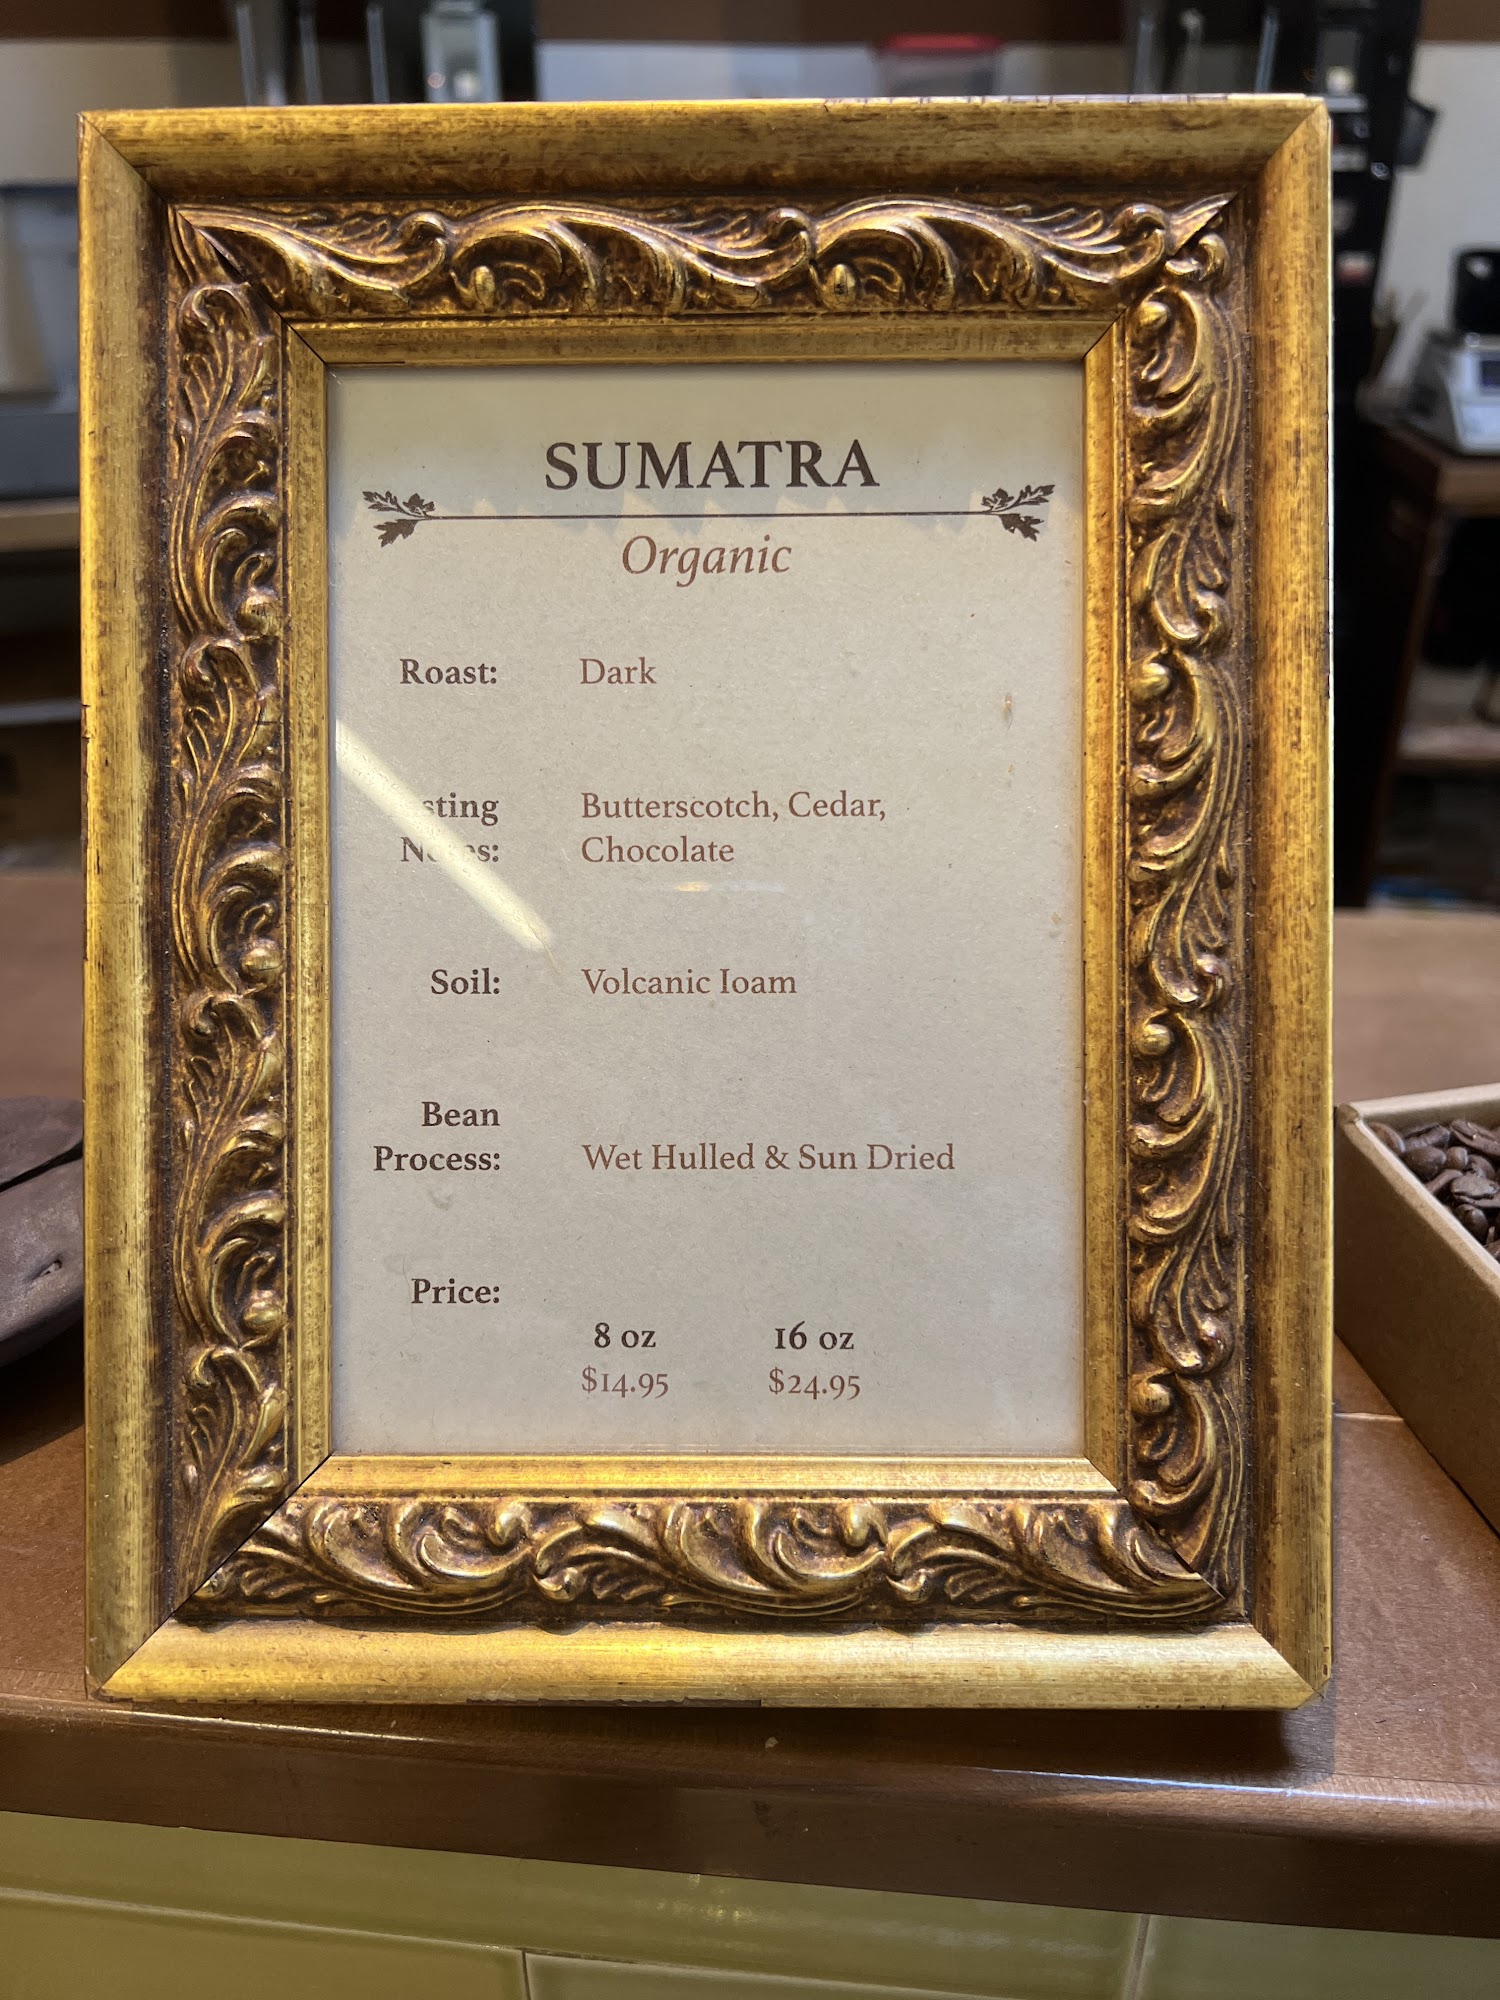 SUMATRA
Organic
Roast: Dark
Butterscotch, Cedar,
Chocolate
Soil: Volcanic Ioam
Bean
Process: Wet Hulled & Sun Dried
Price:
8 oz 16 oz
$14.95 $24.95